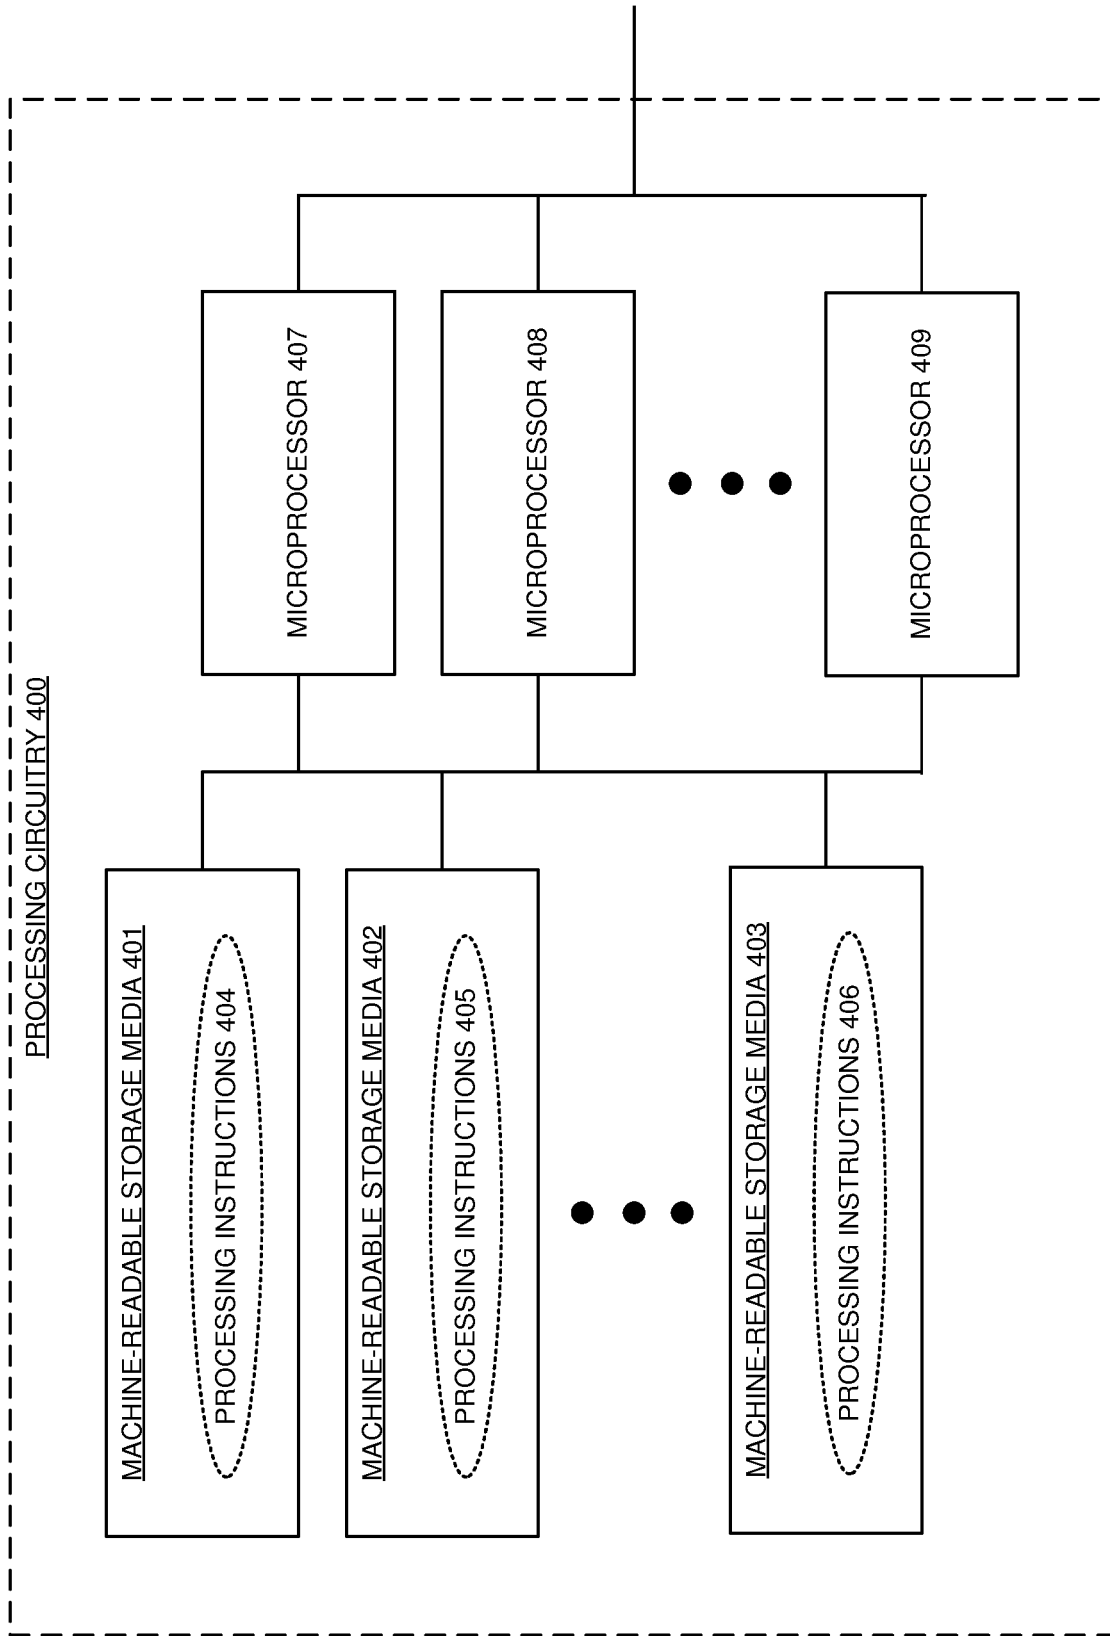 PROCESSING CIRCUITRY 400
MACHINE-READABLE STORAGE MEDIA 401
PROCESSING INSTRUCTIONS 404
MACHINE-READABLE STORAGE MEDIA 402
PROCESSING INSTRUCTIONS 405
MACHINE-READABLE STORAGE MEDIA 403
PROCESSING INSTRUCTIONS 406
MICROPROCESSOR 407
MICROPROCESSOR 408
MICROPROCESSOR 409